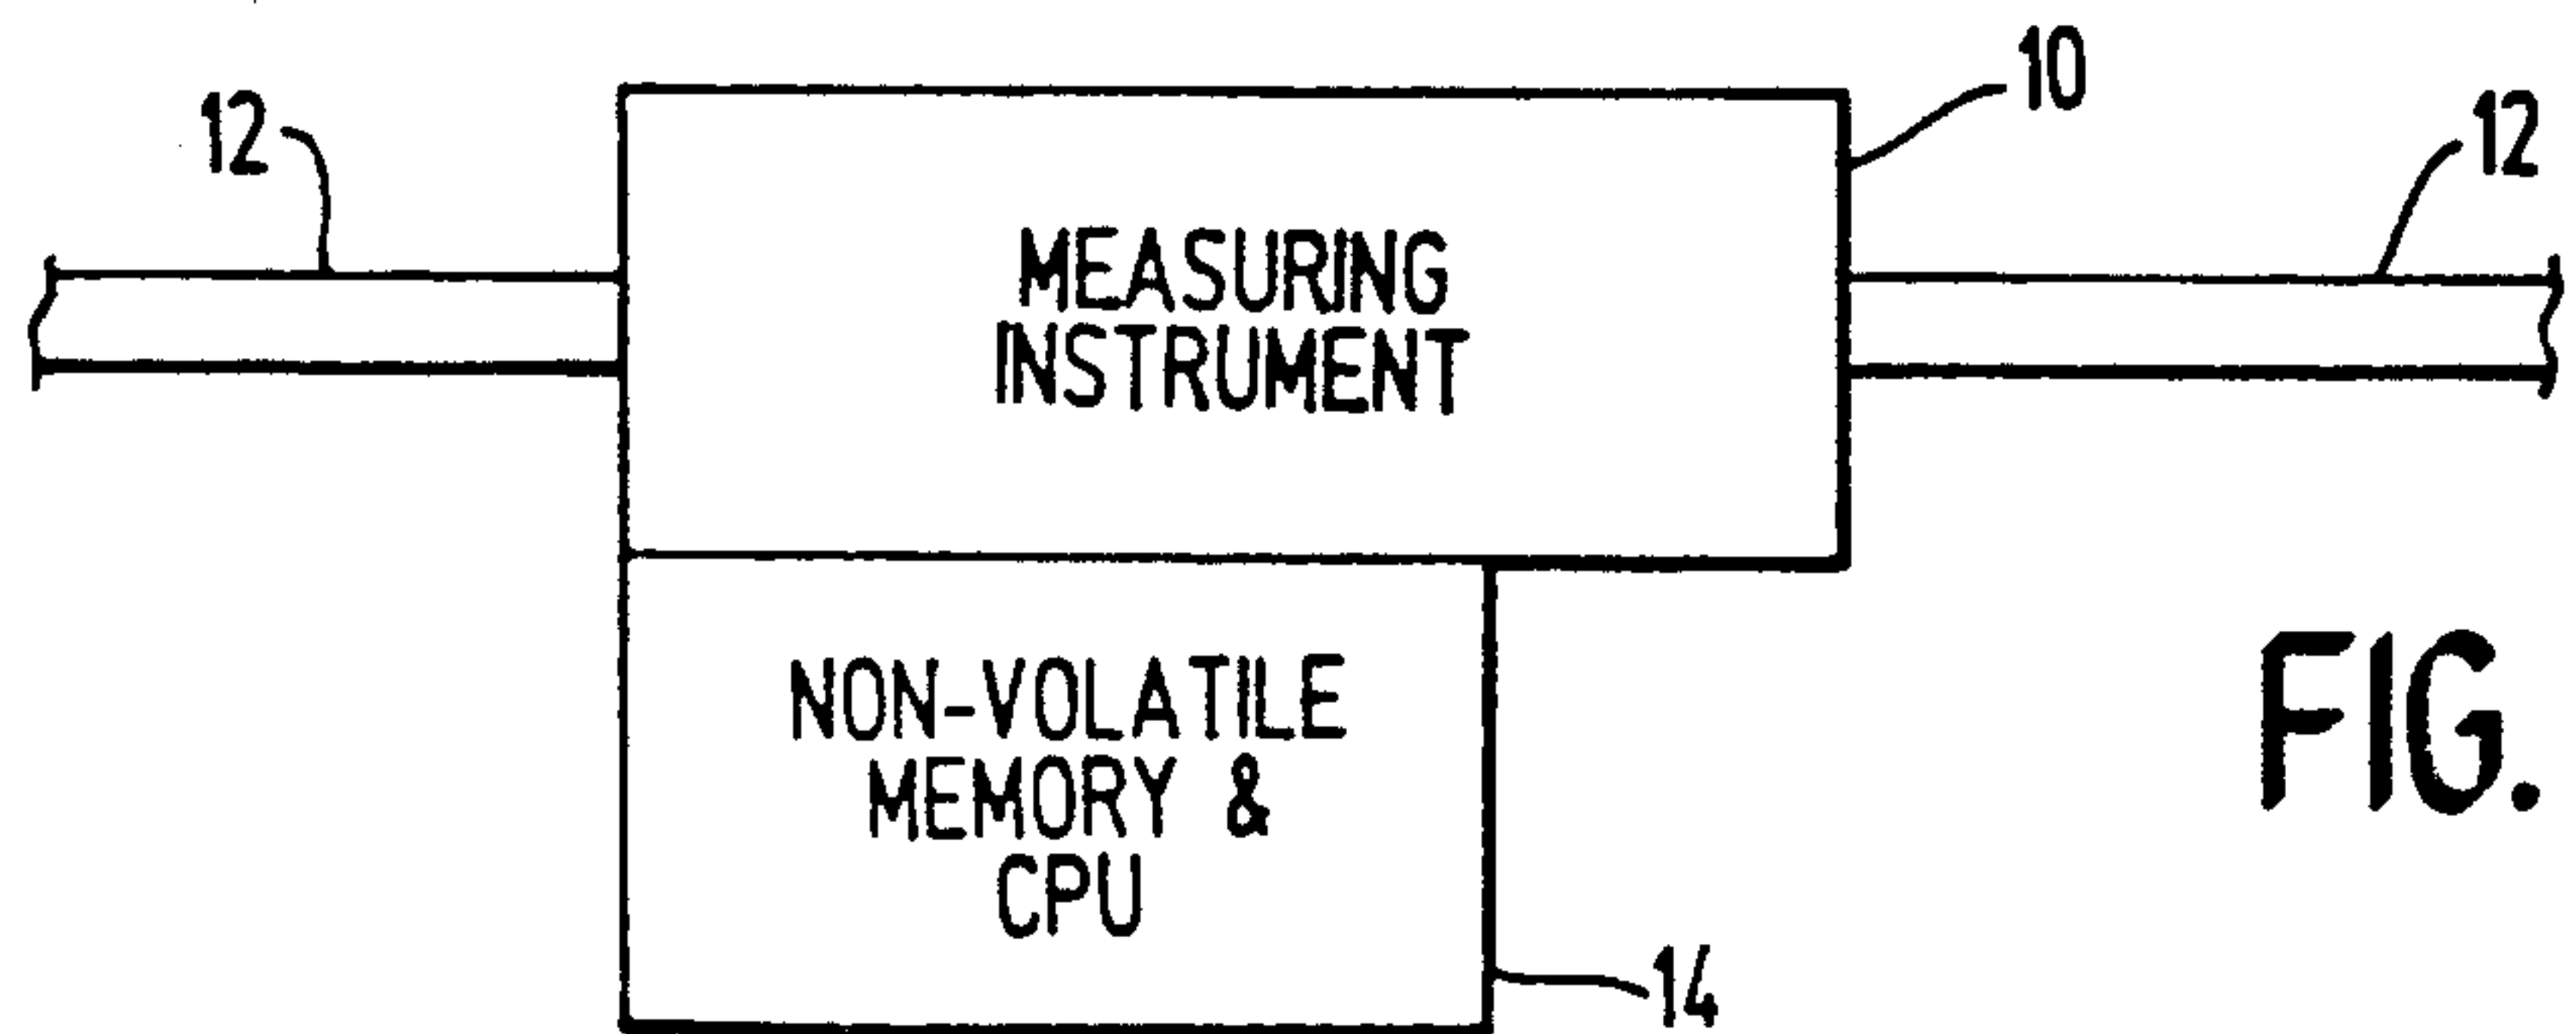 10
12
12
MEASURING
INSTRUMENT
NON-VOLATILE
MEMORY &
CPU
FIG.
14